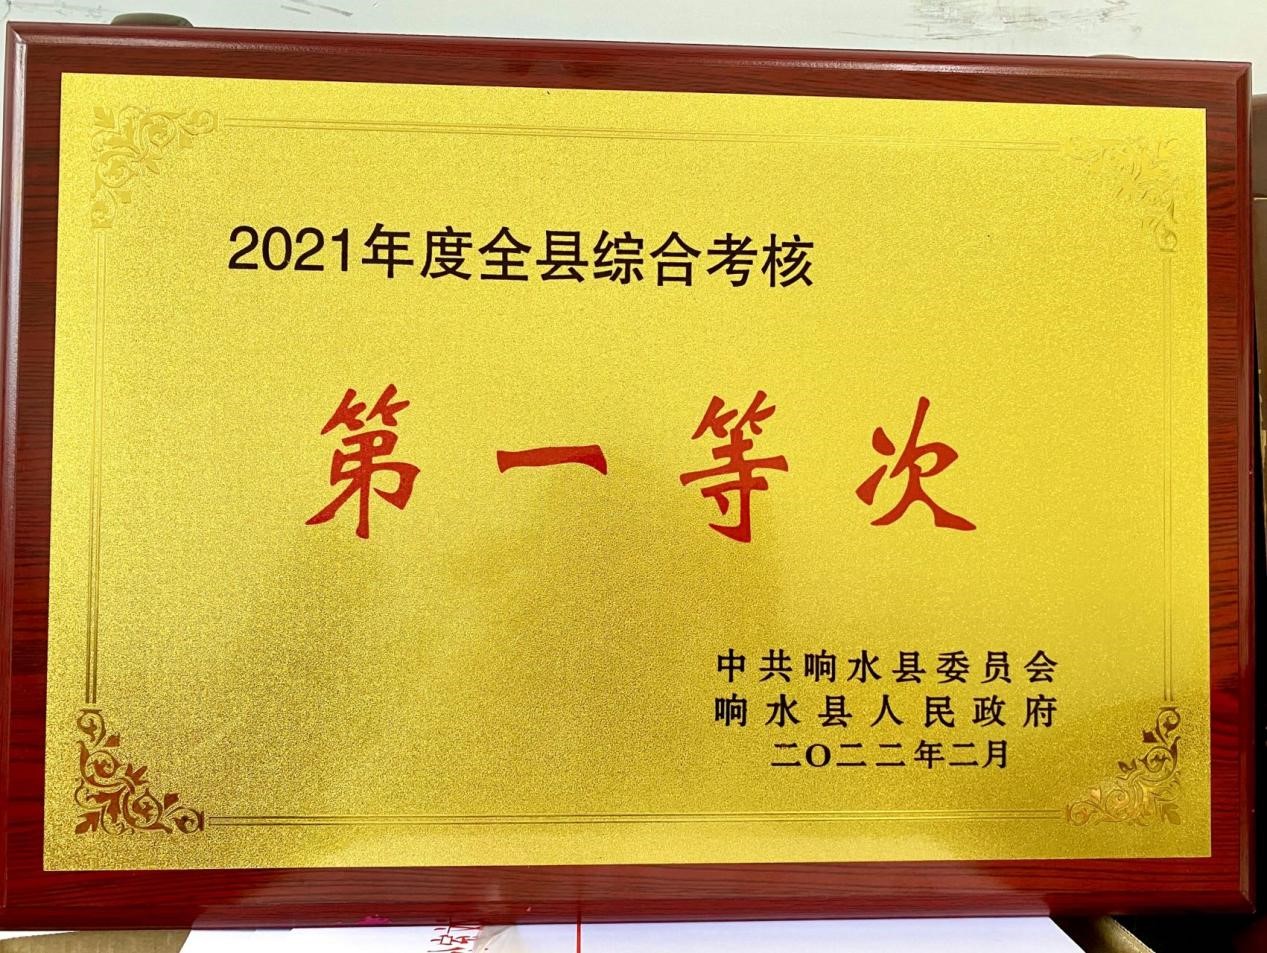 2021年度全县综合考核
第一等次
中共响水县委员会
响水县人民政府
二〇二二年二月